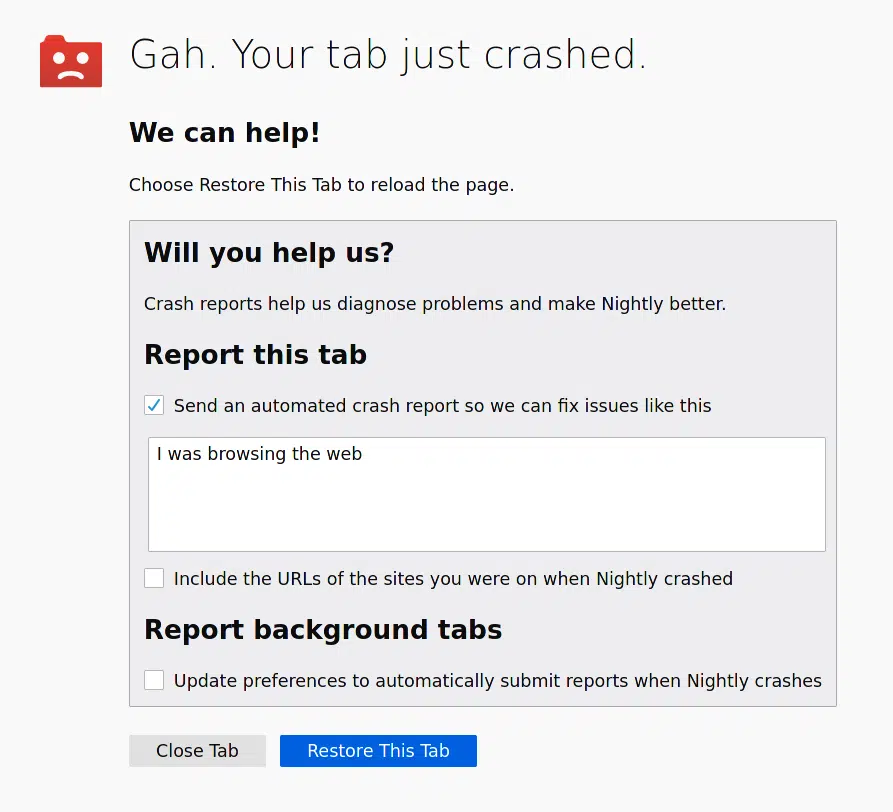 Gah. Your tab just crashed.
We can help!
Choose Restore This Tab to reload the page.
Will you help us?
Crash reports help us diagnose problems and make Nightly better.
Report this tab
Send an automated crash report so we can fix issues like this
I was browsing the web
Include the URLs of the sites you were on when Nightly crashed
Report background tabs
Update preferences to automatically submit reports when Nightly crashes
Close Tab
Restore This Tab